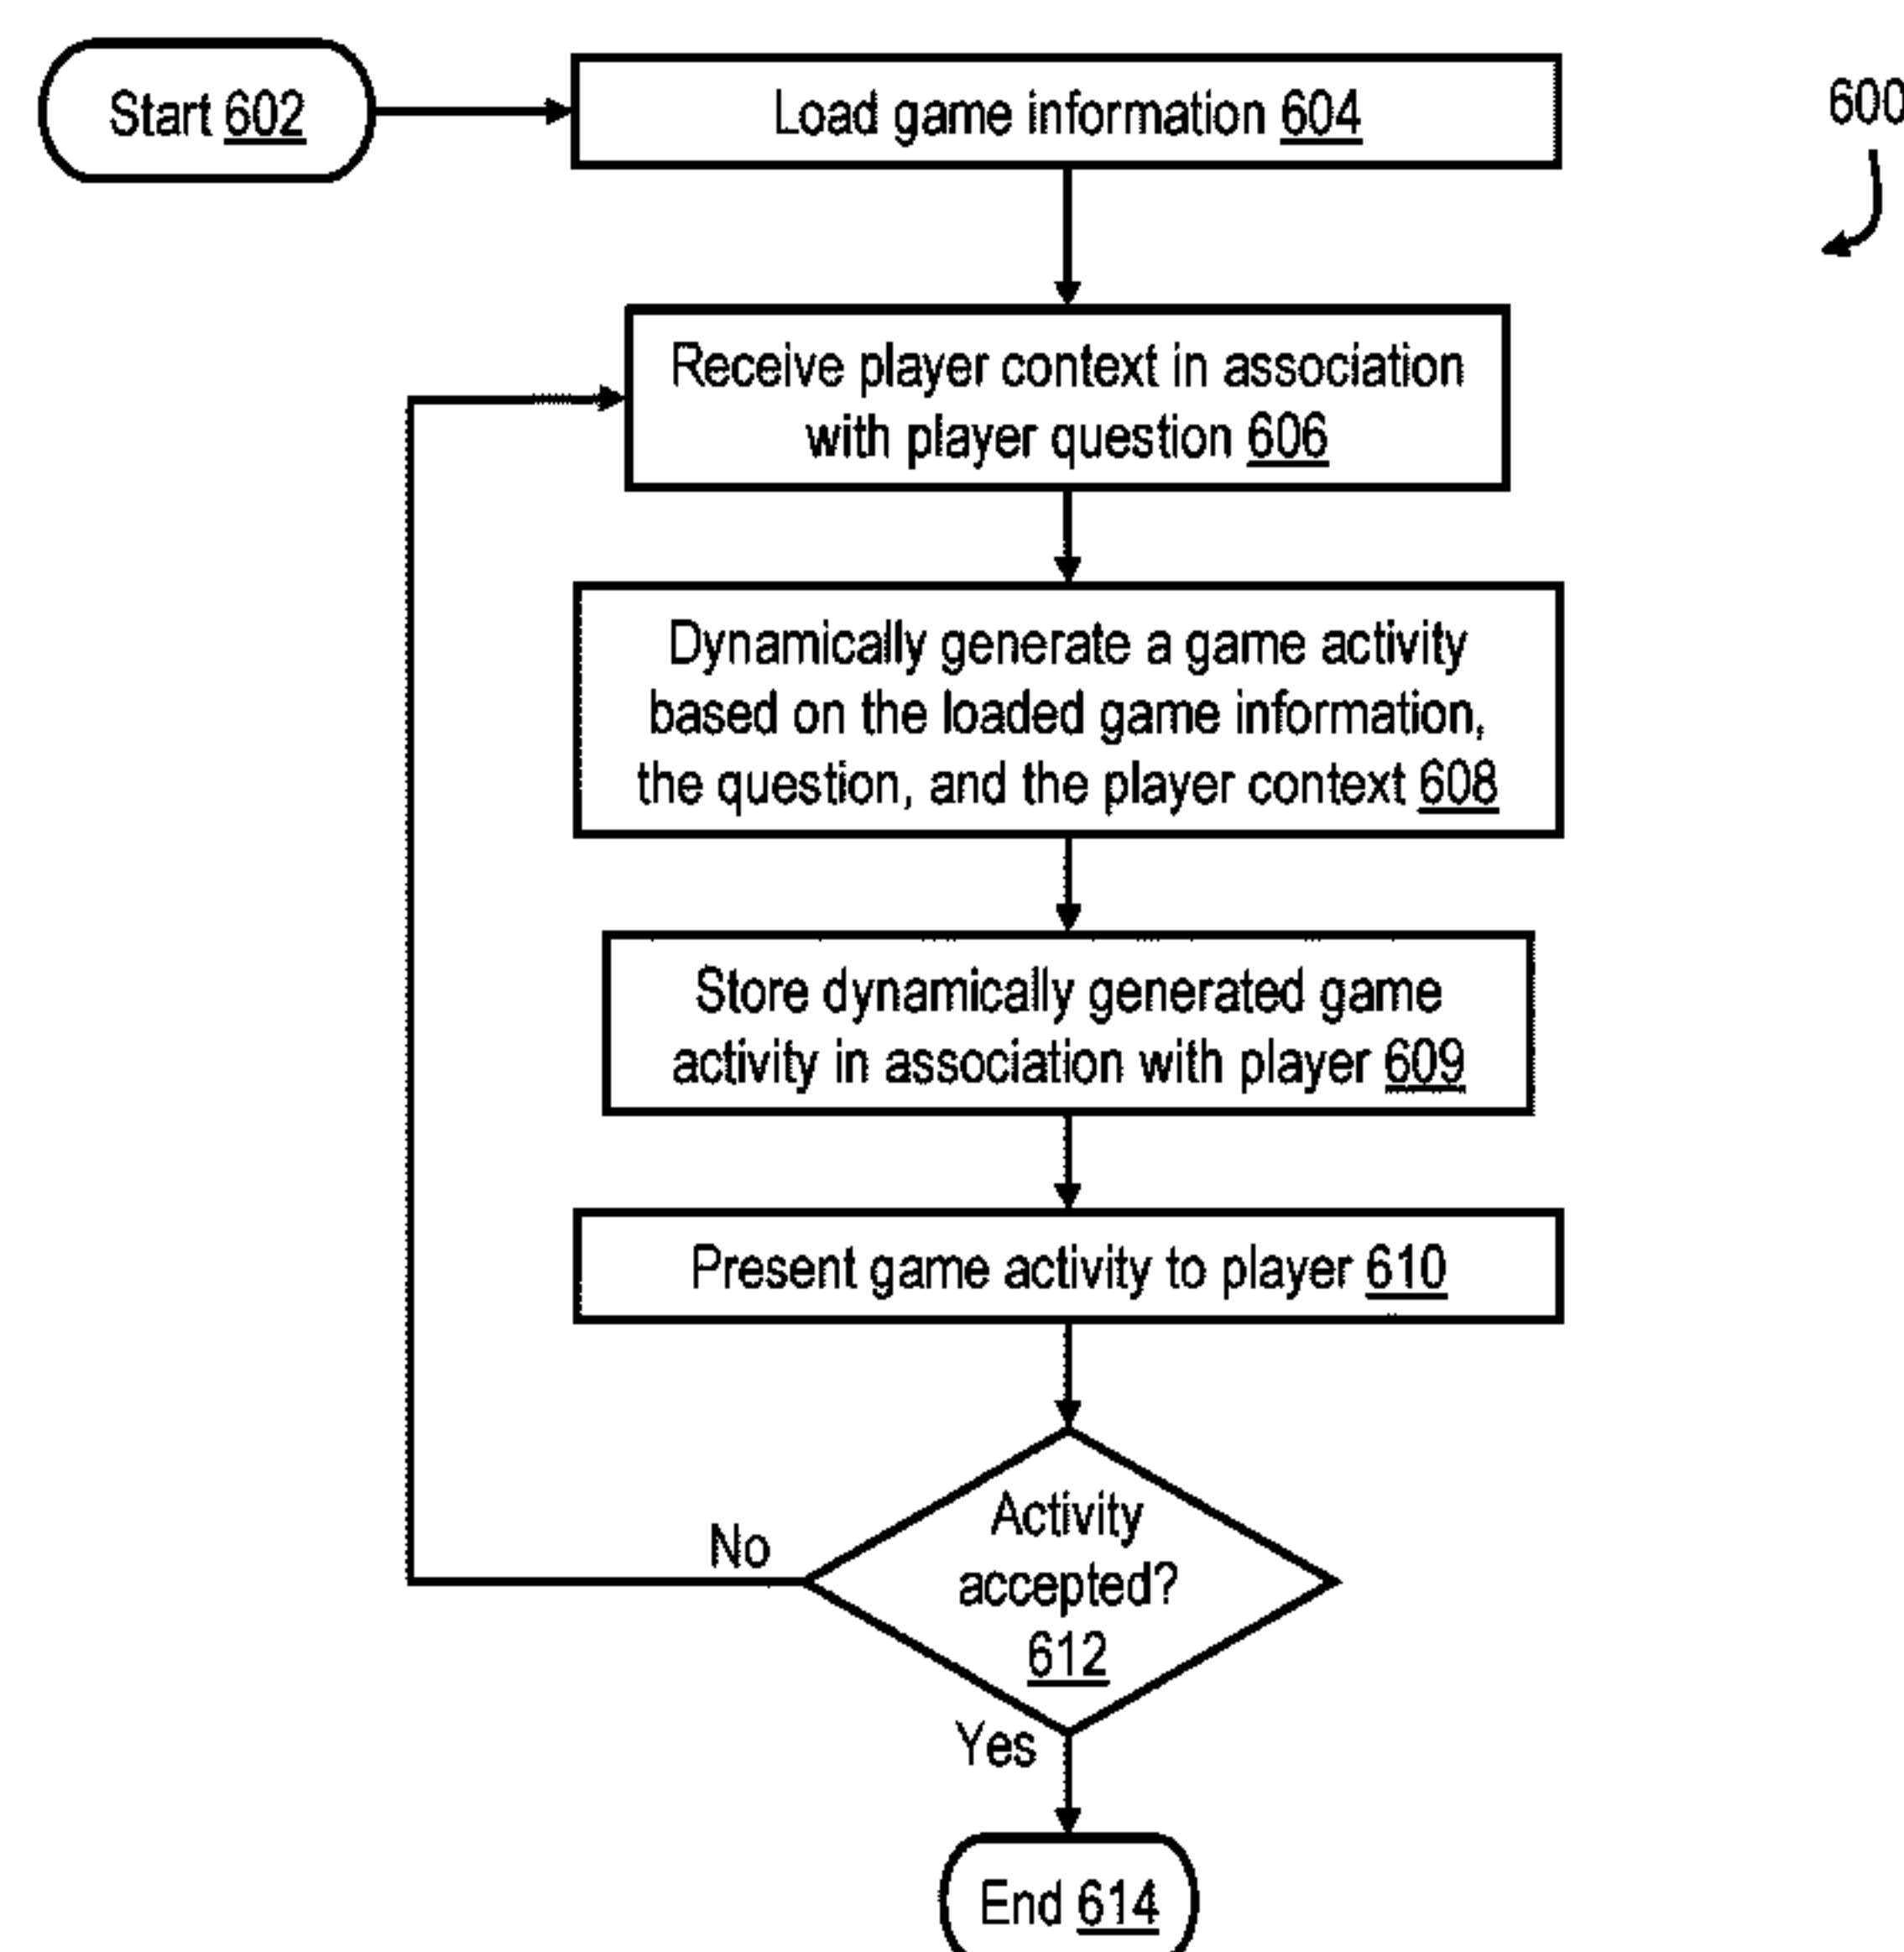 Start 602
Load game information 604
600
Receive player context in association
with player question 606
Dynamically generate a game activity
based on the loaded game information,
the question, and the player context 608
Store dynamically generated game
activity in association with player 609
Present game activity to player 610
Activity
accepted?
612
No
Yes
End 614